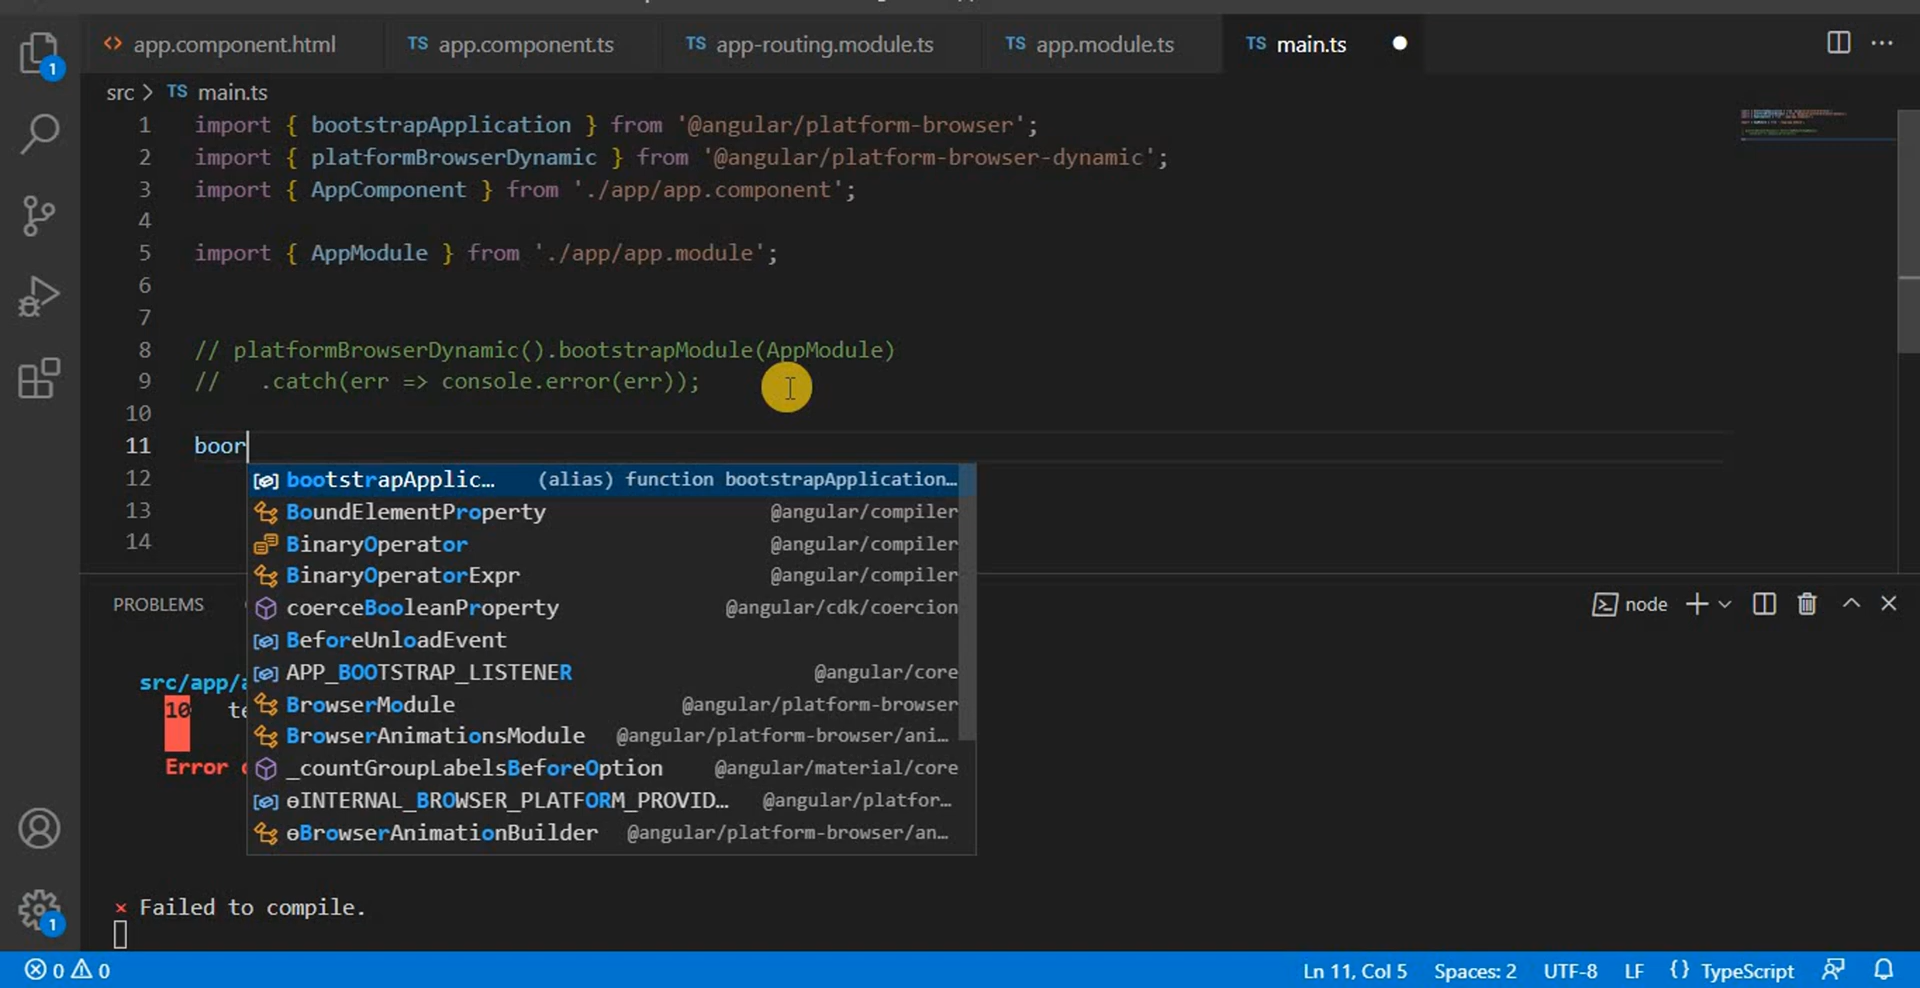 1
app.component.html
TS app.component.ts
TS app-routing.module.ts
TS app.module.ts
TS main.ts
src > TS main.ts
1 import { bootstrapApplication } from '@angular/platform-browser';
2 import { platformBrowserDynamic } from '@angular/platform-browser-dynamic';
3 import { AppComponent } from './app/app.component';
4
5 import { AppModule } from './app/app.module';
6
7
8 // platformBrowserDynamic().bootstrapModule(AppModule)
9 //   .catch(err => console.error(err));
10
11 boor
12
13
14
bootstrapApplic… (alias) function bootstrapApplication…
BoundElementProperty @angular/compiler
BinaryOperator @angular/compiler
BinaryOperatorExpr @angular/compiler
coerceBooleanProperty @angular/cdk/coercion
BeforeUnloadEvent
APP_BOOTSTRAP_LISTENER @angular/core
BrowserModule @angular/platform-browser
BrowserAnimationsModule @angular/platform-browser/ani…
_countGroupLabelsBeforeOption @angular/material/core
ɵINTERNAL_BROWSER_PLATFORM_PROVID… @angular/platfor…
ɵBrowserAnimationBuilder @angular/platform-browser/an…
PROBLEMS
node
src/app/a
10 te
Error
× Failed to compile.
1
0 0
Ln 11, Col 5 Spaces: 2 UTF-8 LF {} TypeScript